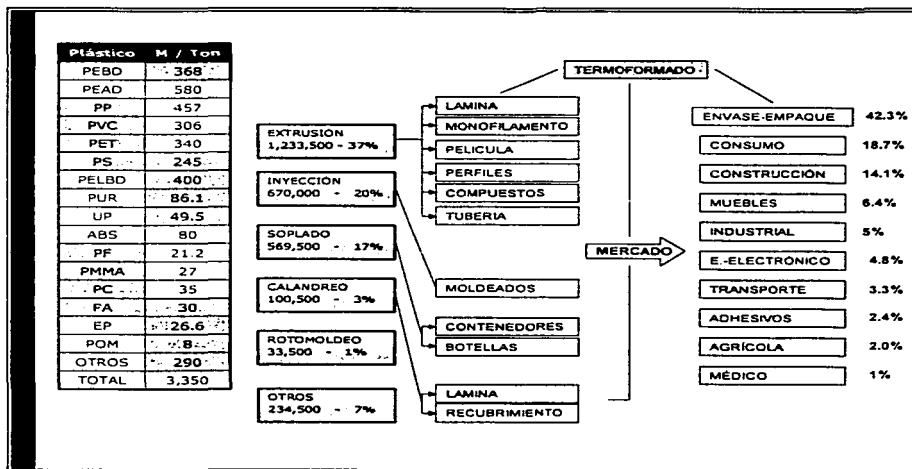 Plástico M / Ton
PEBD 368
PEAD 580
PP 457
PVC 306
PET 340
PS 245
PELBD 400
PUR 86.1
UP 49.5
ABS 80
PF 21.2
PMMA 27
PC 35
FA 30
EP 26.6
POM 8
OTROS 290
TOTAL 3,350
EXTRUSIÓN
1,233,500 - 37%
INYECCIÓN
670,000 - 20%
SOPLADO
569,500 - 17%
CALANDREO
100,500 - 3%
ROTOMOLDEO
33,500 - 1%
OTROS
234,500 - 7%
TERMOFORMADO
LAMINA
MONOFILAMENTO
PELICULA
PERFILES
COMPUESTOS
TUBERIA
MOLDEADOS
CONTENEDORES
BOTELLAS
LAMINA
RECUBRIMIENTO
MERCADO
ENVASE-EMPAQUE 42.3%
CONSUMO 18.7%
CONSTRUCCIÓN 14.1%
MUEBLES 6.4%
INDUSTRIAL 5%
E.-ELECTRÓNICO 4.8%
TRANSPORTE 3.3%
ADHESIVOS 2.4%
AGRÍCOLA 2.0%
MÉDICO 1%